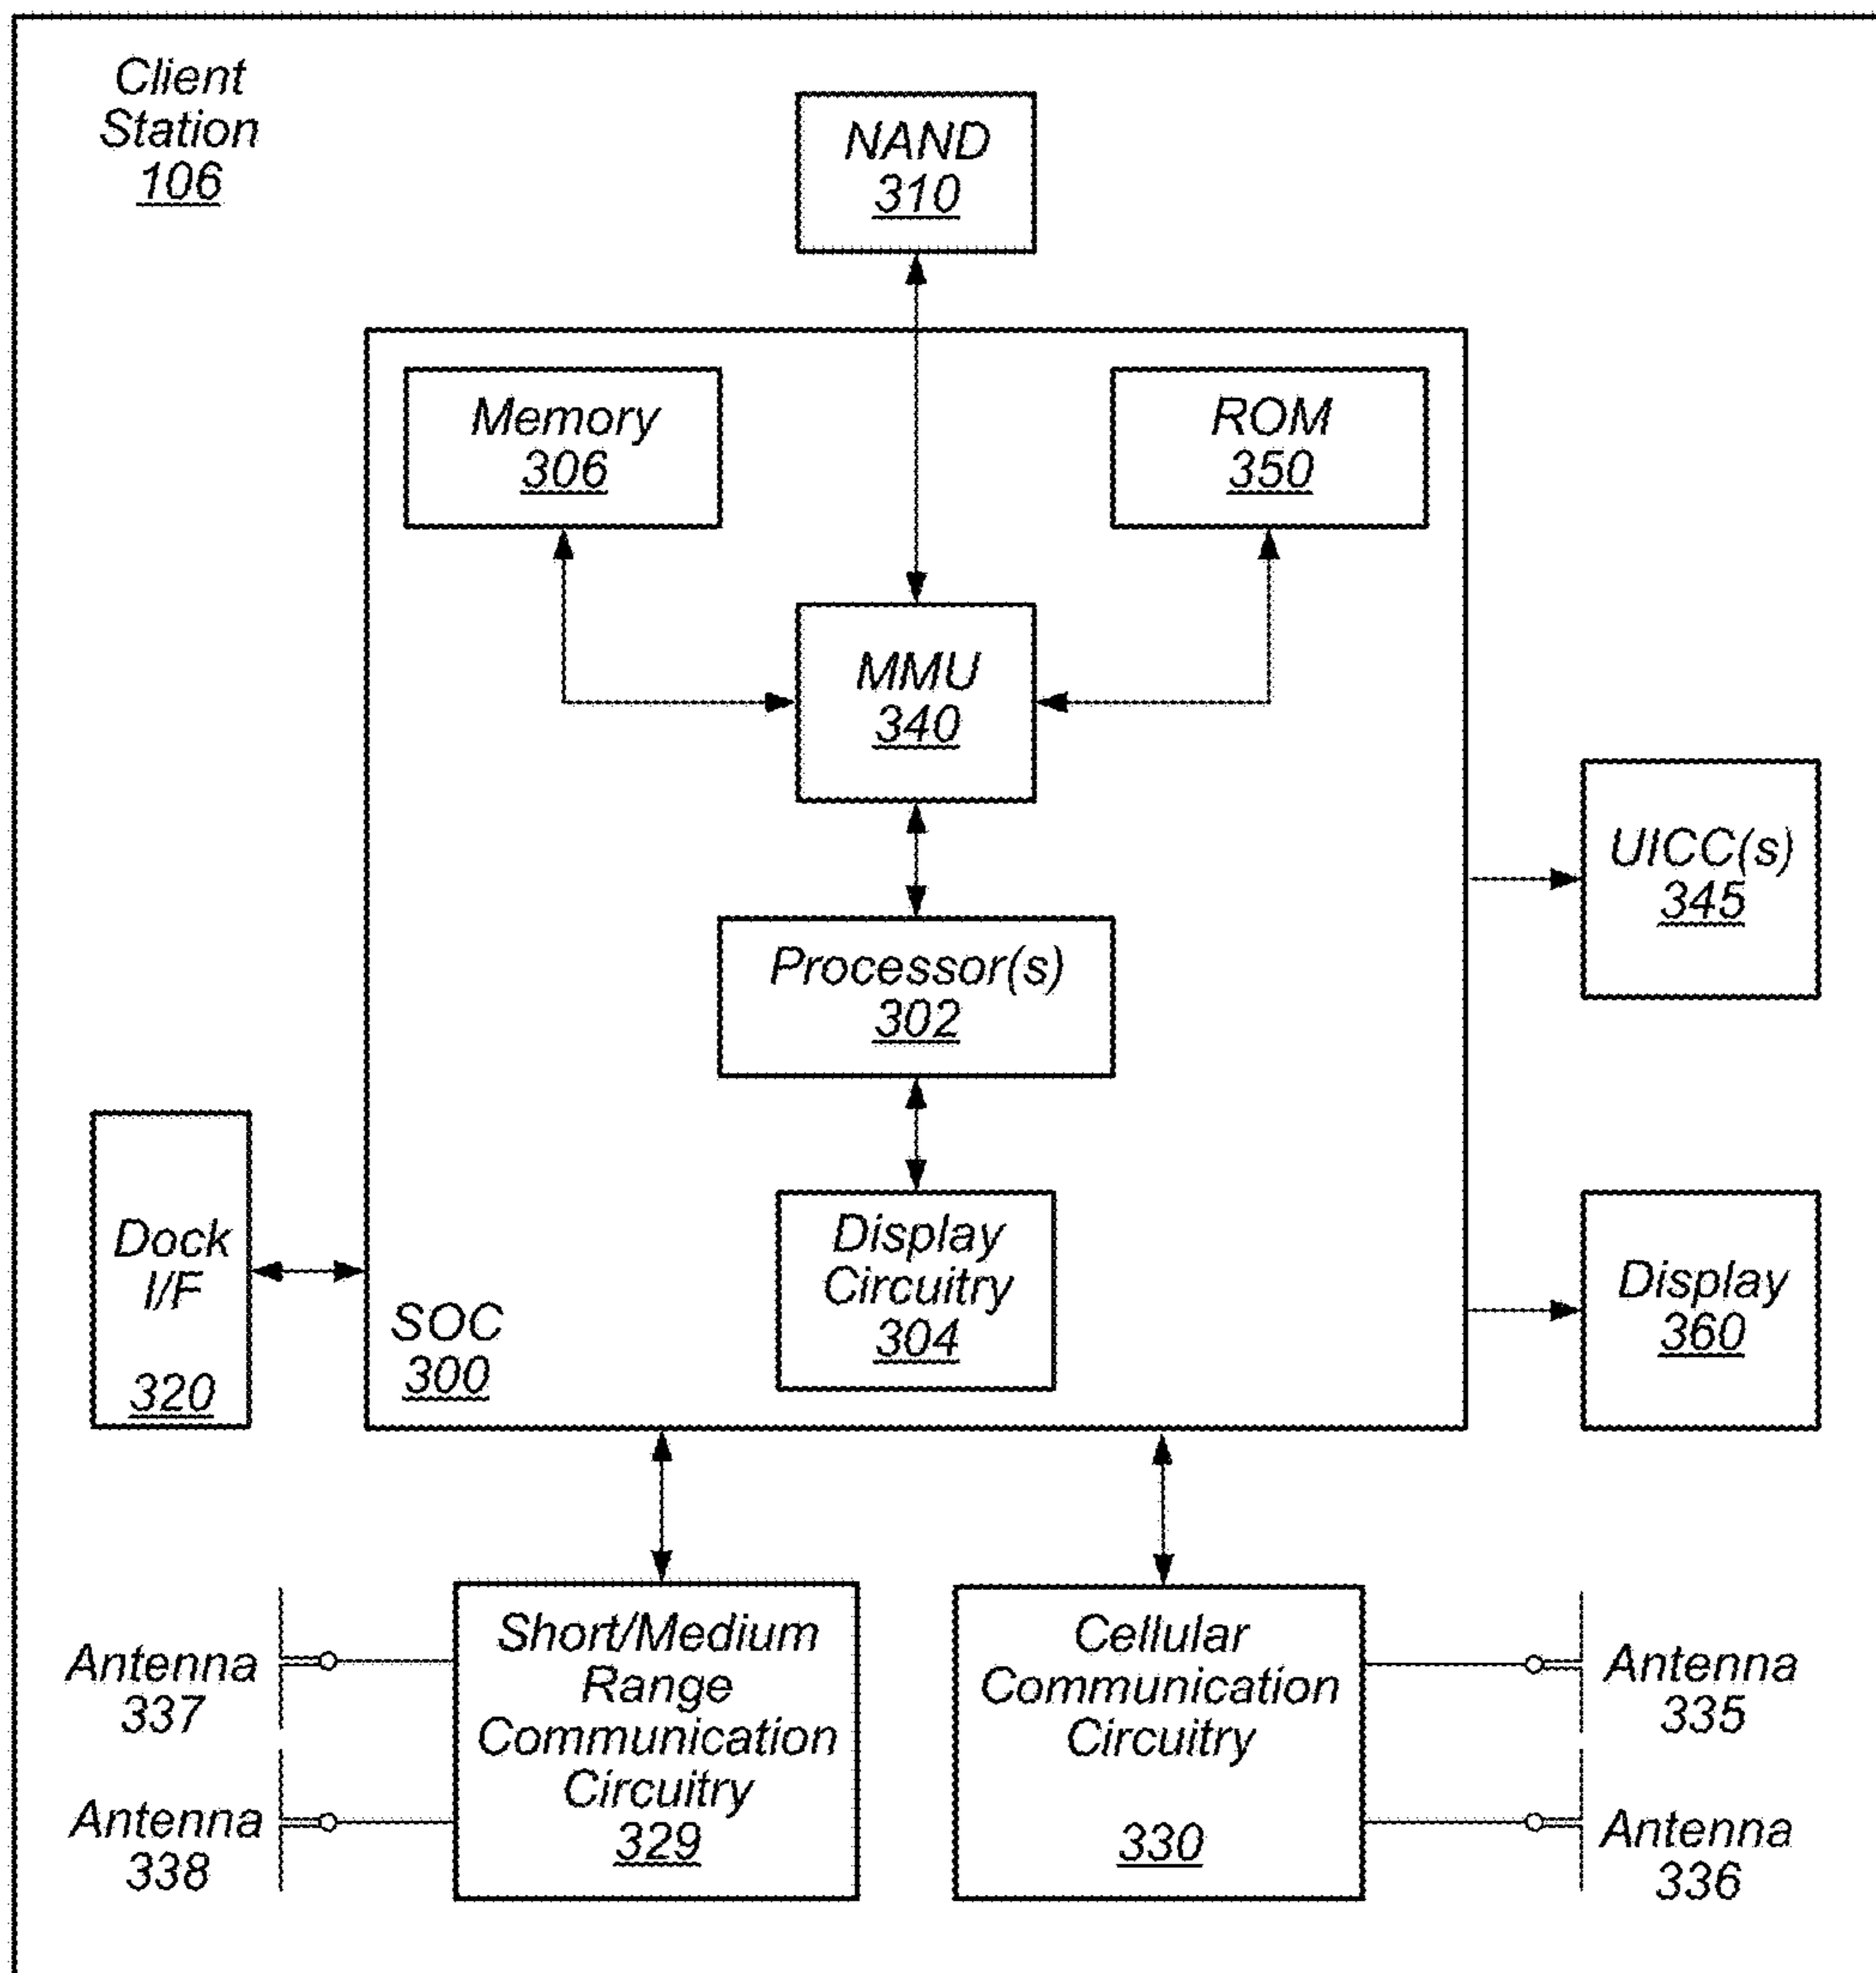 Client
Station
106
NAND
310
Memory
306
ROM
350
MMU
340
UICC(s)
345
Processor(s)
302
Dock
I/F
320
Display
Circuitry
304
SOC
300
Display
360
Antenna
337
Antenna
338
Short/Medium
Range
Communication
Circuitry
329
Cellular
Communication
Circuitry
330
Antenna
335
Antenna
336